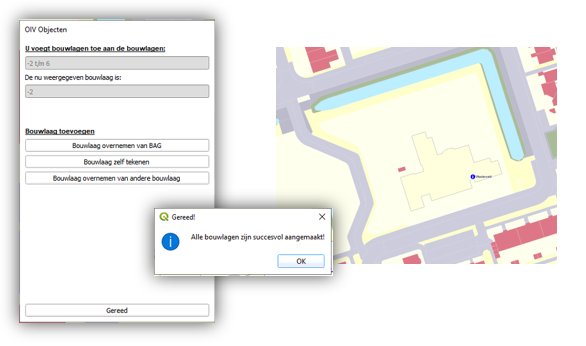 OIV Objecten
U voegt bouwlagen toe aan de bouwlagen:
-2 t/m 6
De nu weergegeven bouwlaag is:
-2
Bouwlaag toevoegen
Bouwlaag overnemen van BAG
Bouwlaag zelf tekenen
Bouwlaag overnemen van andere bouwlaag
Gereed!
Alle bouwlagen zijn succesvol aangemaakt!
OK
Gereed